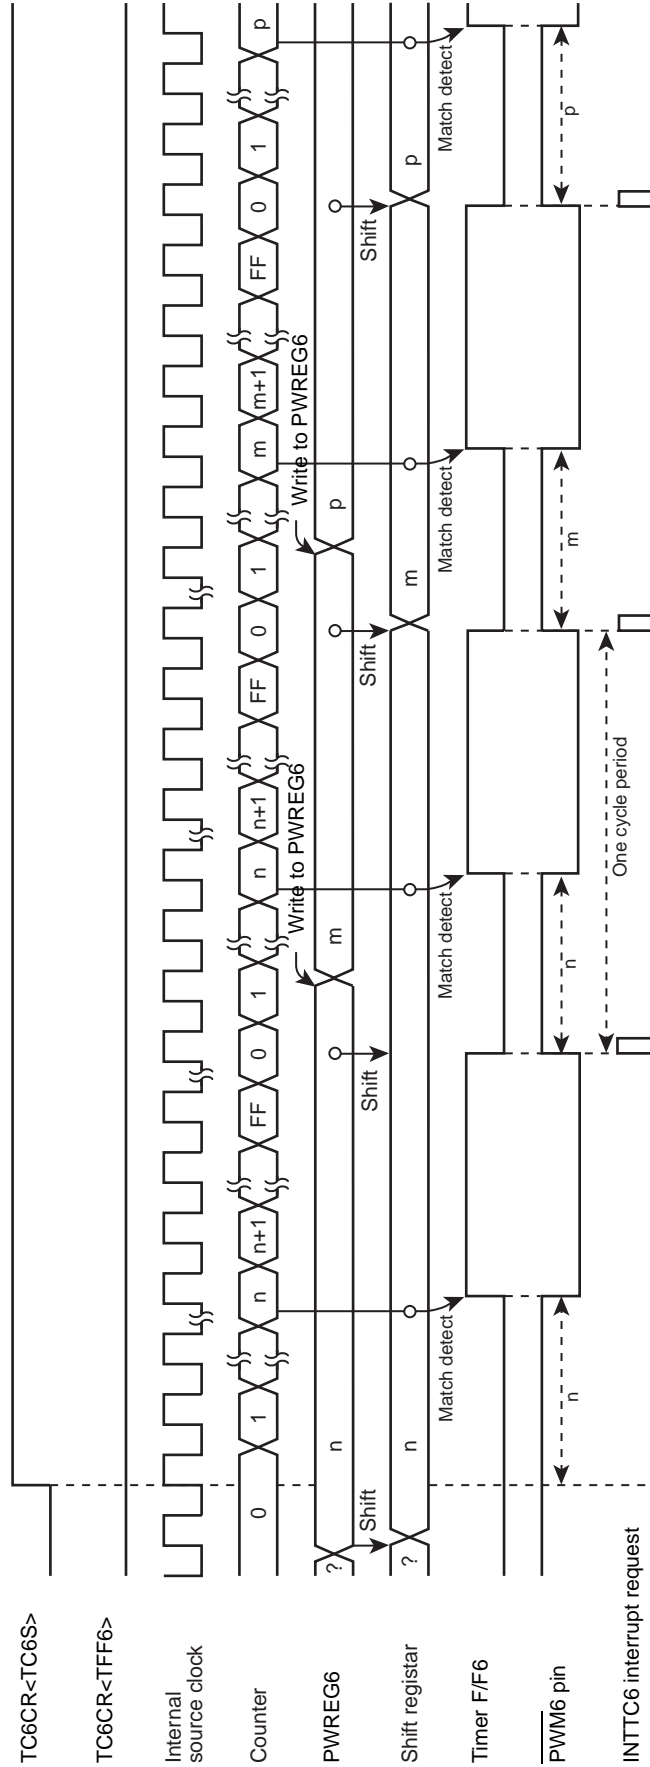 TC6CR<TC6S>
TC6CR<TFF6>
Internal
source clock
Counter
0
1
n
n+1
FF
0
1
n
n+1
FF
0
1
m
m+1
FF
0
1
p
Write to PWREG6
Write to PWREG6
PWREG6
?
n
m
p
Shift
Shift
Shift
Shift
Shift registar
?
n
m
p
Match detect
Match detect
Match detect
Match detect
Timer F/F6
PWM6 pin
n
n
m
p
One cycle period
INTTC6 interrupt request